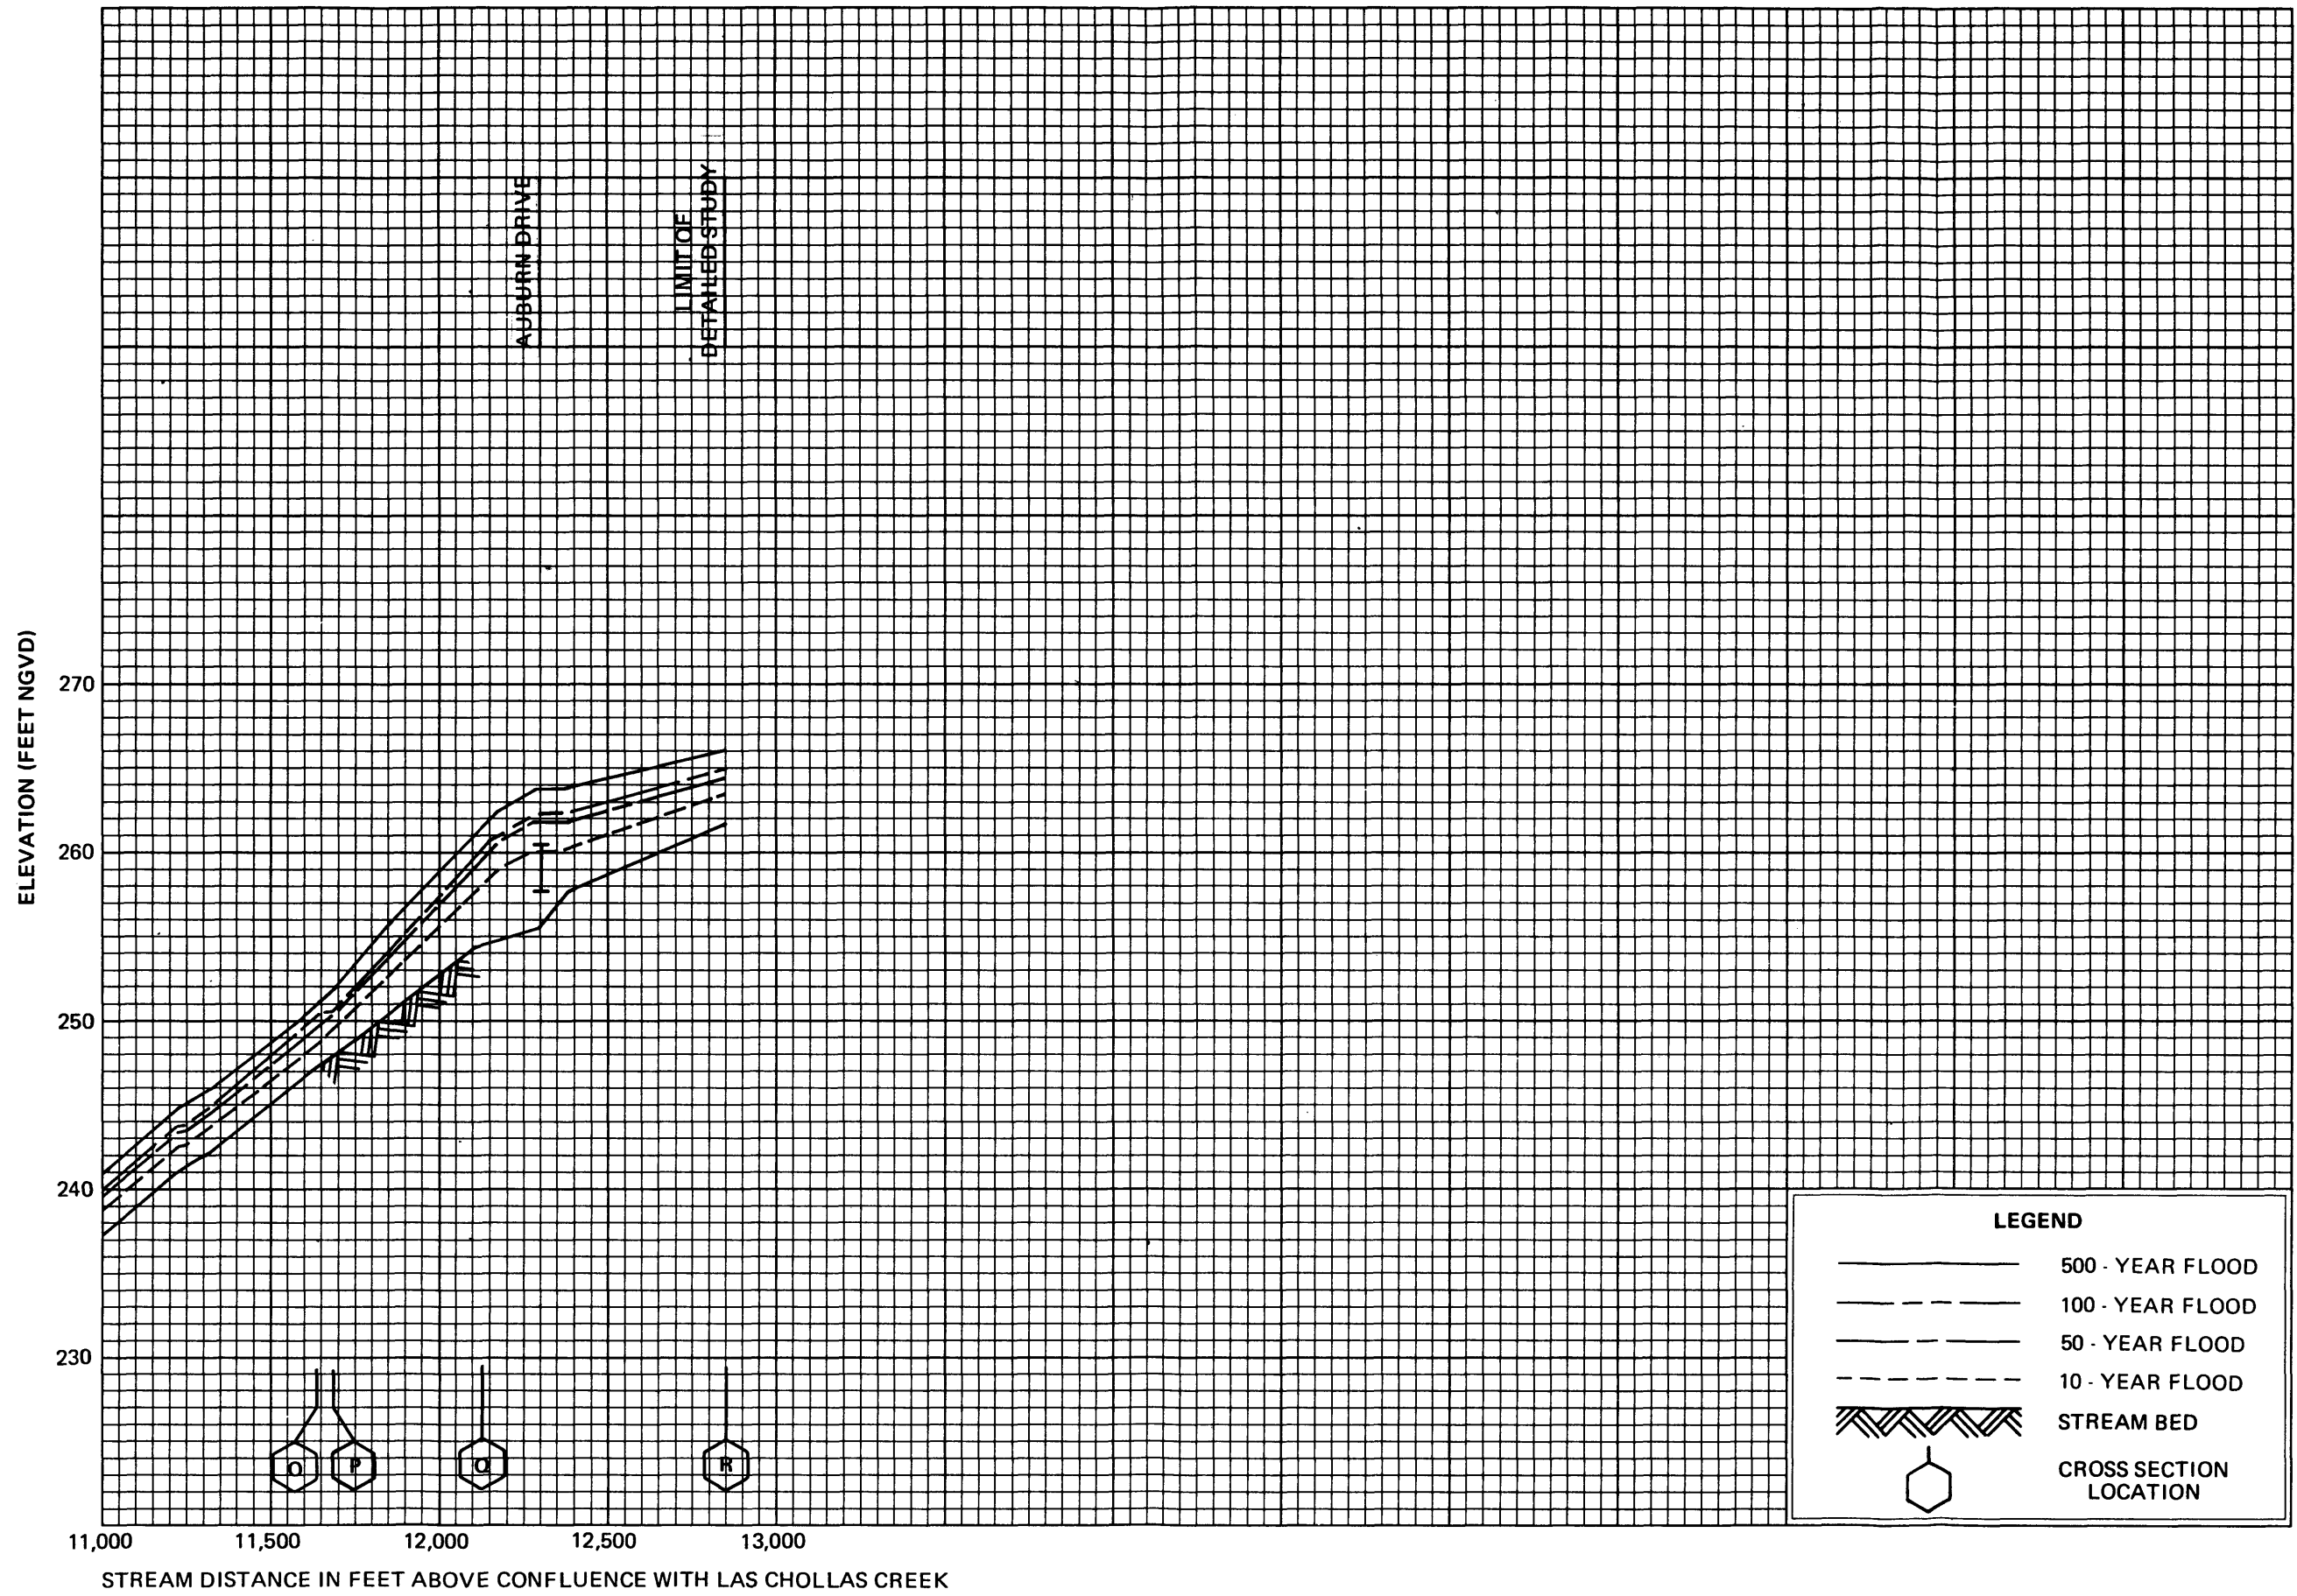 AUBURN DRIVE
LIMIT OF
DETAILED STUDY
ELEVATION (FEET NGVD)
270
260
250
240
230
O
P
Q
R
11,000
11,500
12,000
12,500
13,000
STREAM DISTANCE IN FEET ABOVE CONFLUENCE WITH LAS CHOLLAS CREEK
LEGEND
500 - YEAR FLOOD
100 - YEAR FLOOD
50 - YEAR FLOOD
10 - YEAR FLOOD
STREAM BED
CROSS SECTION
LOCATION